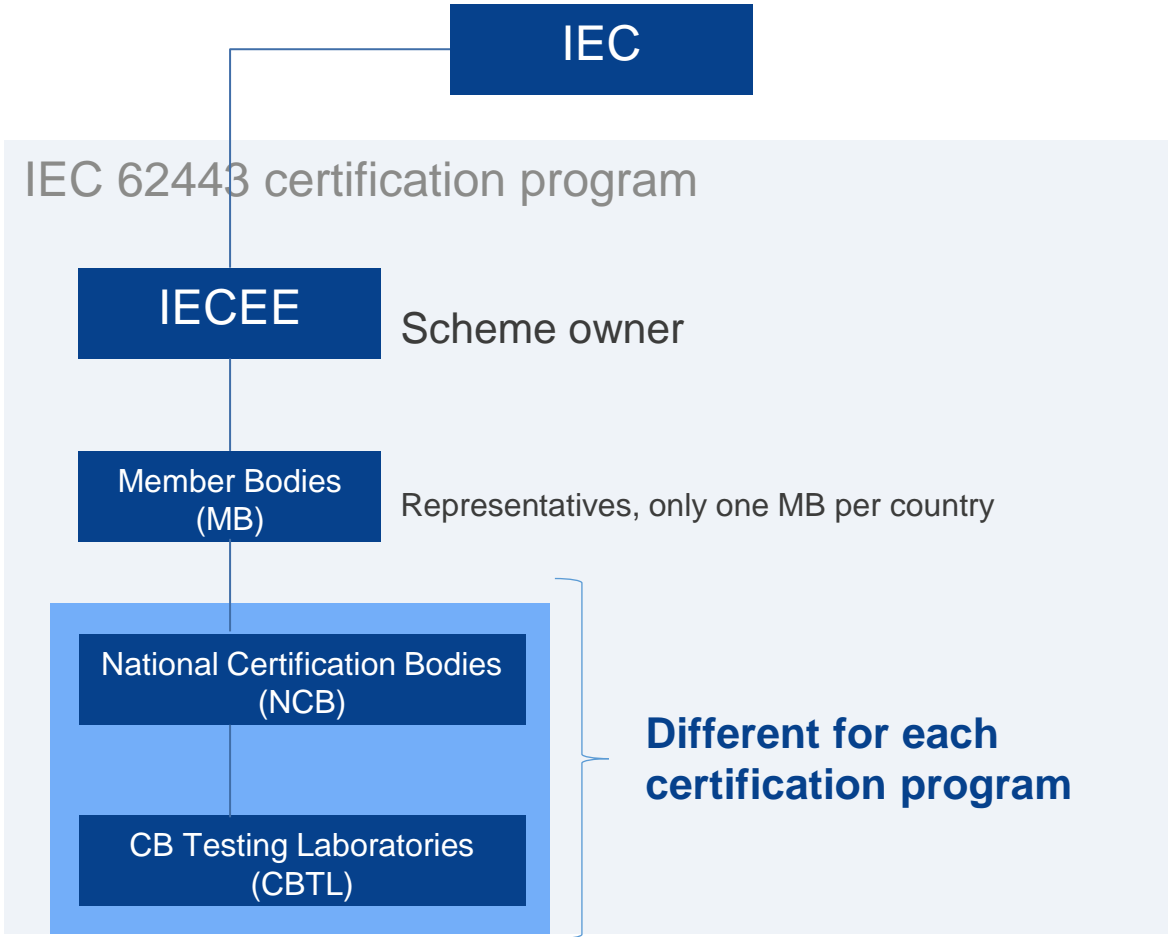 IEC
IEC 62443 certification program
IECEE
Scheme owner
Member Bodies
(MB)
Representatives, only one MB per country
National Certification Bodies
(NCB)
Different for each
certification program
CB Testing Laboratories
(CBTL)